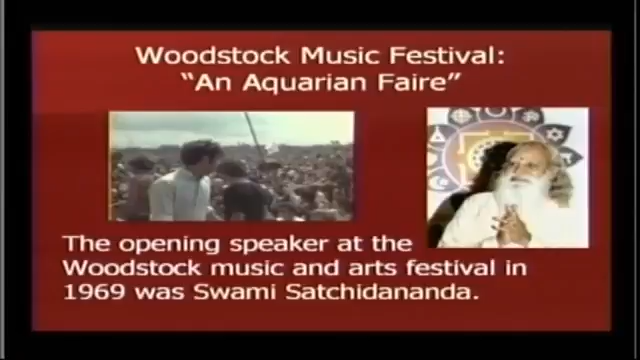 Woodstock Music Festival:
“An Aquarian Faire”
The opening speaker at the
Woodstock music and arts festival in
1969 was Swami Satchidananda.